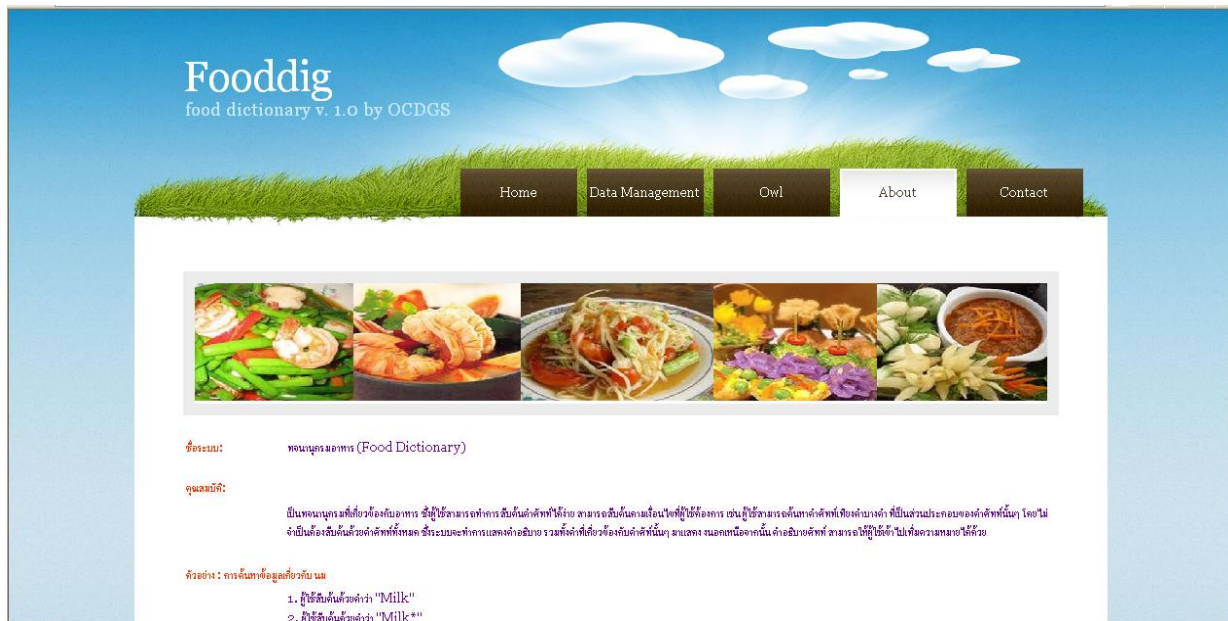 Fooddig
food dictionary v. 1.0 by OCDGS
Home
Data Management
Owl
About
Contact
ชื่อระบบ: พจนานุกรมอาหาร (Food Dictionary)
คุณสมบัติ:
เป็นพจนานุกรมที่เกี่ยวข้องกับอาหาร ซึ่งผู้ใช้สามารถทำการสืบค้นคำศัพท์ได้ง่าย สามารถสืบค้นตามเงื่อนไขที่ผู้ใช้ต้องการ เช่นผู้ใช้สามารถค้นหาคำศัพท์เพียงคำบางคำ ที่เป็นส่วนประกอบของคำศัพท์นั้นๆ โดยไม่
จำเป็นต้องสืบค้นด้วยคำศัพท์ทั้งหมด ซึ่งระบบจะทำการแสดงคำอธิบาย รวมทั้งคำที่เกี่ยวข้องกับคำศัพท์นั้นๆ มาแสดง นอกเหนือจากนั้น คำอธิบายศัพท์ สามารถให้ผู้ใช้เข้าไปเพิ่มความหมายได้ด้วย
ตัวอย่าง : การค้นหาข้อมูลเกี่ยวกับ นม
1. ผู้ใช้สืบค้นด้วยคำว่า "Milk"
2. ผู้ใช้สืบค้นด้วยคำว่า "Milk*"